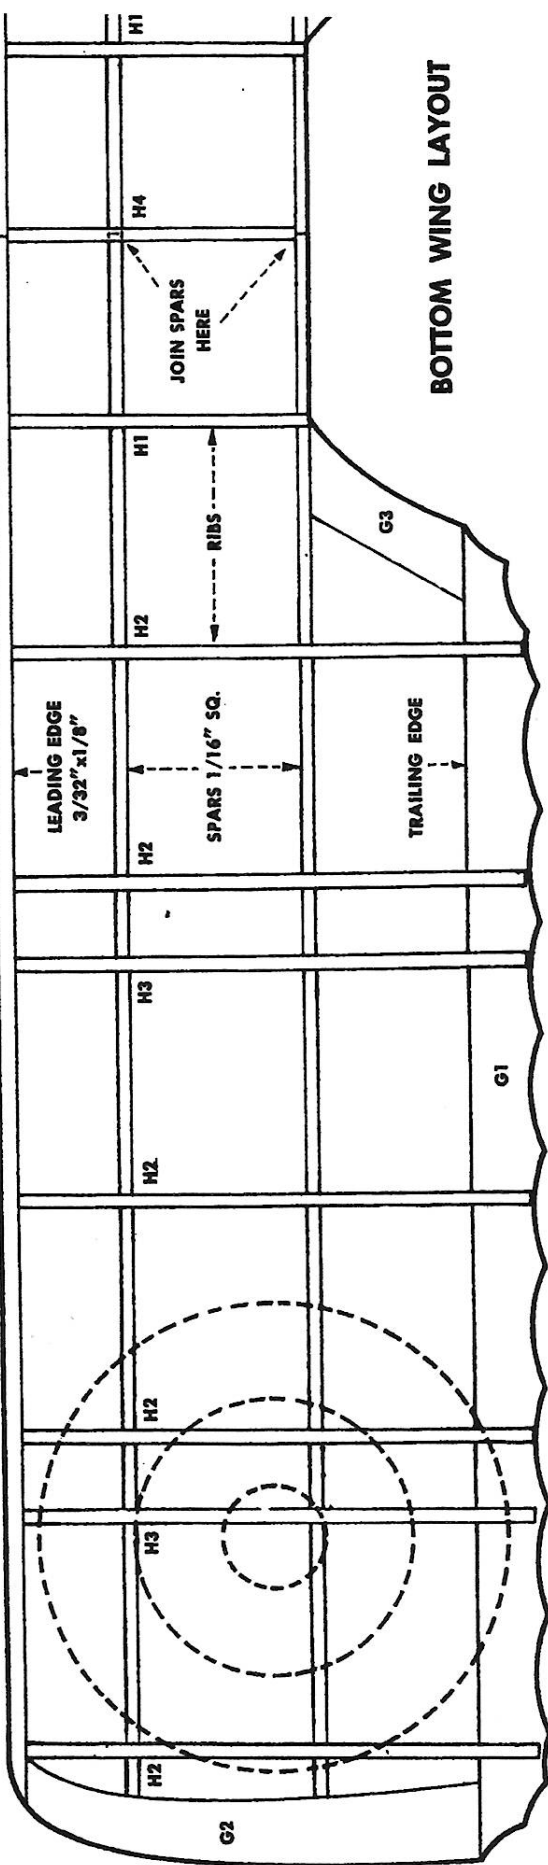 LEADING EDGE
3/32"x1/8"
H2
H3
H2
H2
H3
H2
H2
H1
H4
H1
JOIN SPARS
HERE
SPARS 1/16" SQ.
RIBS
G2
G3
TRAILING EDGE
BOTTOM WING LAYOUT
G1